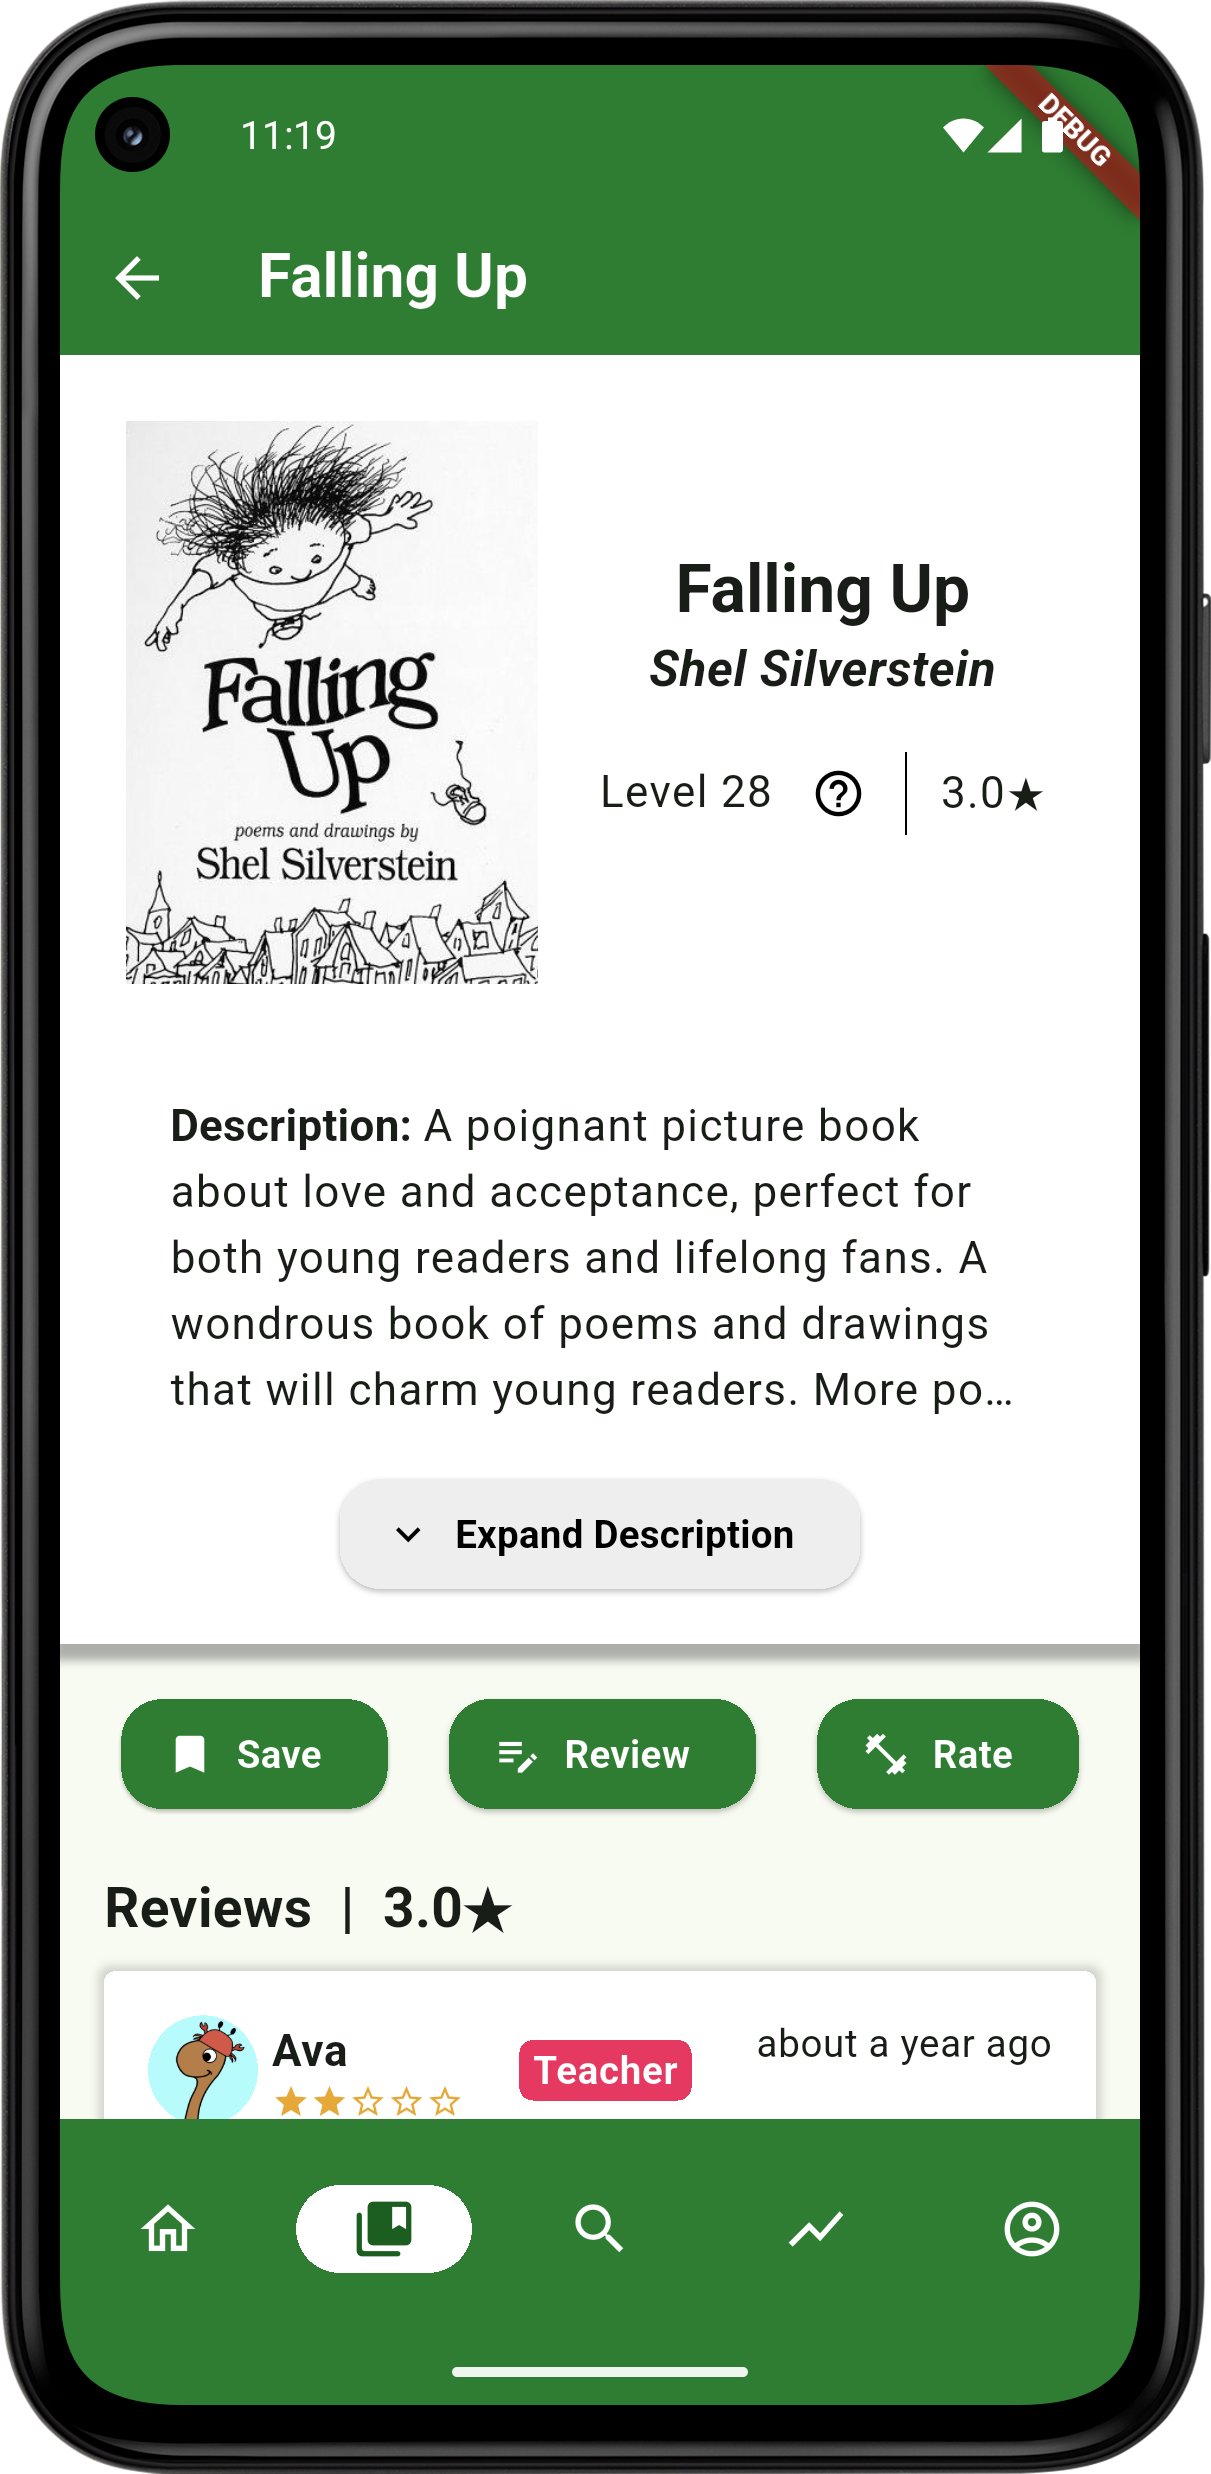 11:19
DEBUG
Falling Up
Falling
Up
poems and drawings by
Shel Silverstein
Falling Up
Shel Silverstein
Level 28
3.0★
Description: A poignant picture book
about love and acceptance, perfect for
both young readers and lifelong fans. A
wondrous book of poems and drawings
that will charm young readers. More po…
Expand Description
Save
Review
Rate
Reviews | 3.0★
Ava
Teacher
about a year ago